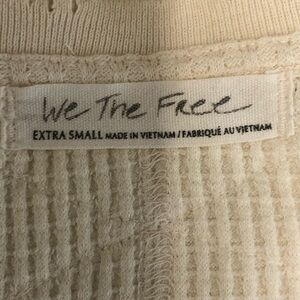 We The Free
EXTRA SMALL MADE IN VIETNAM / FABRIQUÉ AU VIETNAM